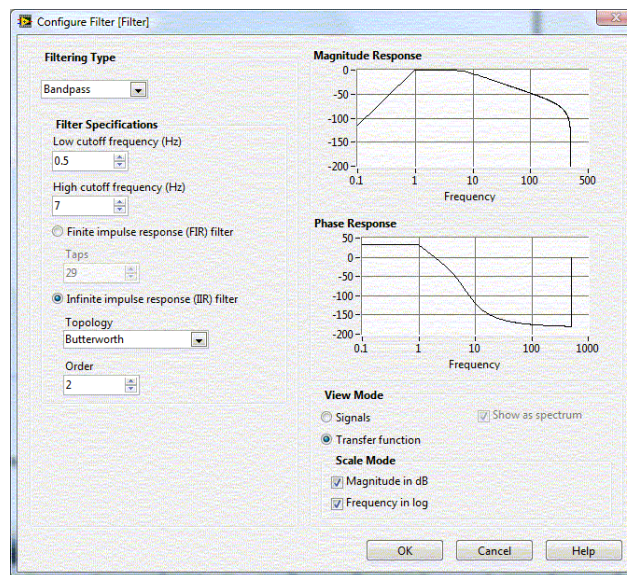 Configure Filter [Filter]
Filtering Type
Bandpass
Filter Specifications
Low cutoff frequency (Hz)
0.5
High cutoff frequency (Hz)
7
Finite impulse response (FIR) filter
Taps
29
Infinite impulse response (IIR) filter
Topology
Butterworth
Order
2
Magnitude Response
0
-50
-100
-150
-200
0.1 1 10 100 500
Frequency
Phase Response
50
0
-50
-100
-150
-200
0.1 1 10 100 1000
Frequency
View Mode
Signals
Show as spectrum
Transfer function
Scale Mode
Magnitude in dB
Frequency in log
OK Cancel Help